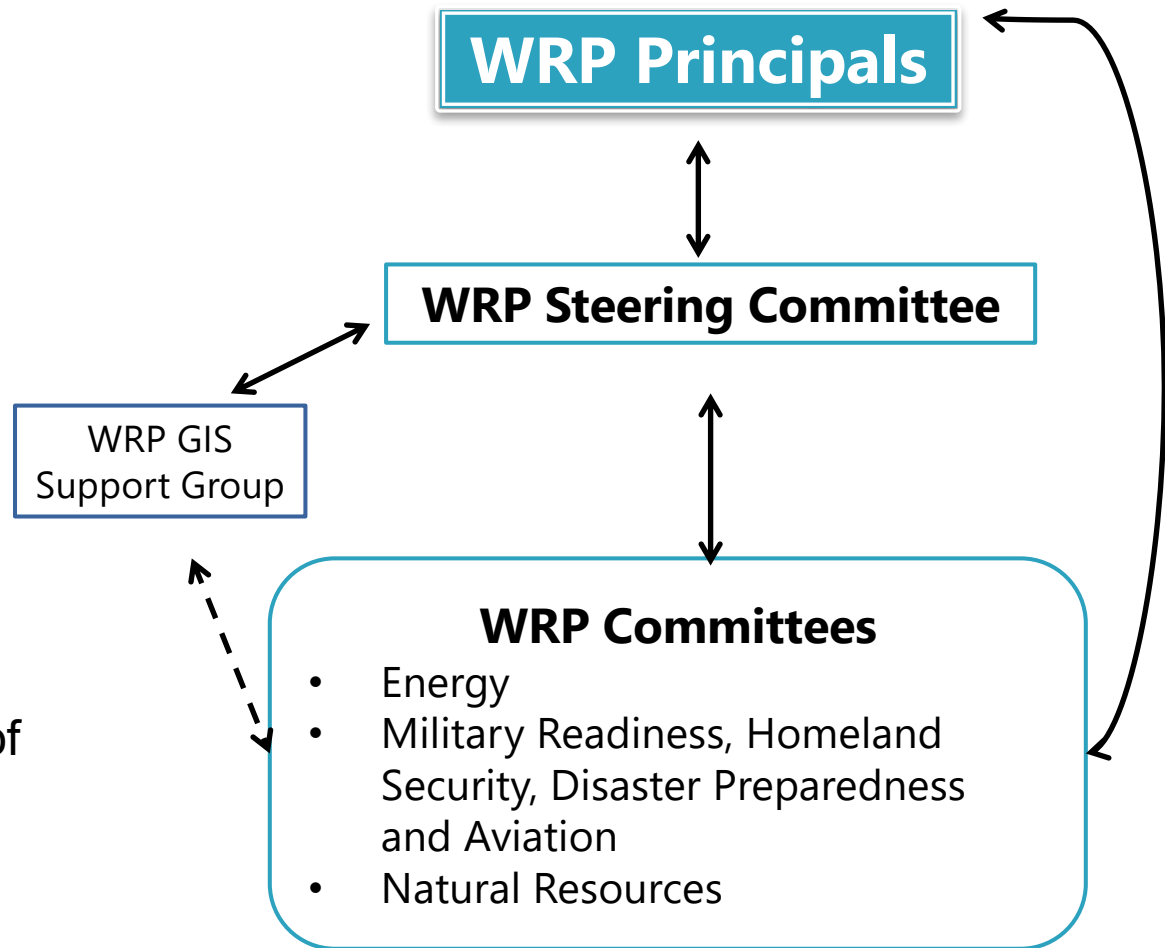 WRP Principals
WRP Steering Committee
WRP GIS
Support Group
WRP Committees
• Energy
of
• Military Readiness, Homeland
Security, Disaster Preparedness
and Aviation
• Natural Resources